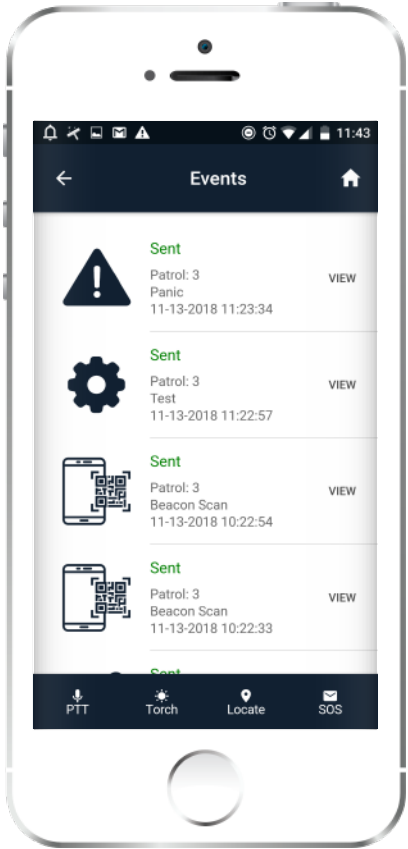 11:43
Events
Sent
Patrol: 3
Panic
11-13-2018 11:23:34
VIEW
Sent
Patrol: 3
Test
11-13-2018 11:22:57
VIEW
Sent
Patrol: 3
Beacon Scan
11-13-2018 10:22:54
VIEW
Sent
Patrol: 3
Beacon Scan
11-13-2018 10:22:33
VIEW
Sent
PTT
Torch
Locate
SOS